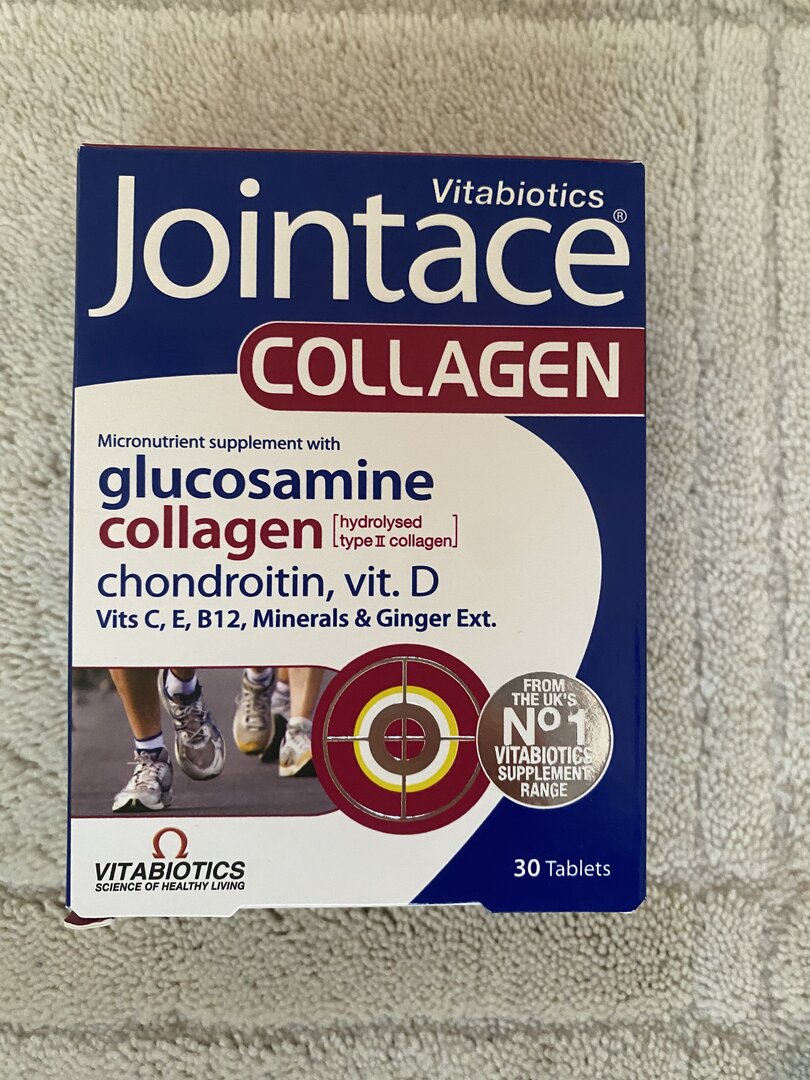 Vitabiotics
Jointace®
COLLAGEN
Micronutrient supplement with
glucosamine
collagen [hydrolysed
type II collagen]
chondroitin, vit. D
Vits C, E, B12, Minerals & Ginger Ext.
FROM
THE UK'S
Nº1
VITABIOTICS
SUPPLEMENT
RANGE
VITABIOTICS
SCIENCE OF HEALTHY LIVING
30 Tablets